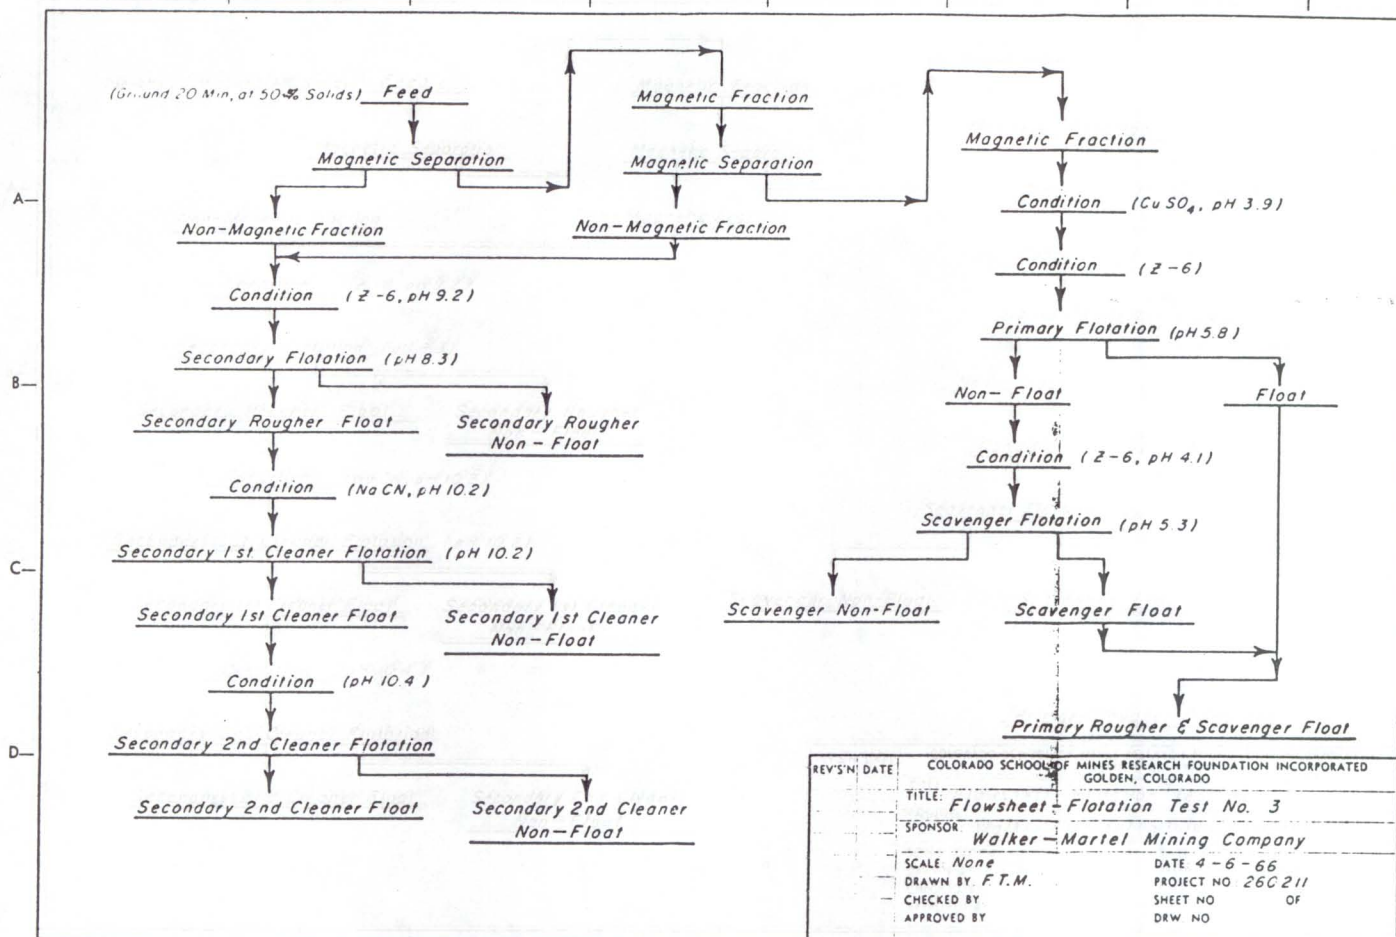 (Ground 20 Min, at 50% Solids) Feed
Magnetic Separation
Non-Magnetic Fraction
Magnetic Fraction
Magnetic Separation
Non-Magnetic Fraction
Magnetic Fraction
Condition (CuSO4, pH 3.9)
Condition (Z-6)
Primary Flotation (pH 5.8)
Non-Float
Float
Condition (Z-6, pH 4.1)
Scavenger Flotation (pH 5.3)
Scavenger Non-Float
Scavenger Float
Primary Rougher & Scavenger Float
Condition (Z-6, pH 9.2)
Secondary Flotation (pH 8.3)
Secondary Rougher Float
Secondary Rougher
Non-Float
Condition (NaCN, pH 10.2)
Secondary 1st Cleaner Flotation (pH 10.2)
Secondary 1st Cleaner Float
Secondary 1st Cleaner
Non-Float
Condition (pH 10.4)
Secondary 2nd Cleaner Flotation
Secondary 2nd Cleaner Float
Secondary 2nd Cleaner
Non-Float
A
B
C
D
REV'S'N DATE
COLORADO SCHOOL OF MINES RESEARCH FOUNDATION INCORPORATED
GOLDEN, COLORADO
TITLE: Flowsheet-Flotation Test No. 3
SPONSOR: Walker-Martel Mining Company
SCALE: None DATE 4-6-66
DRAWN BY: F.T.M. PROJECT NO 260211
CHECKED BY SHEET NO OF
APPROVED BY DRW. NO